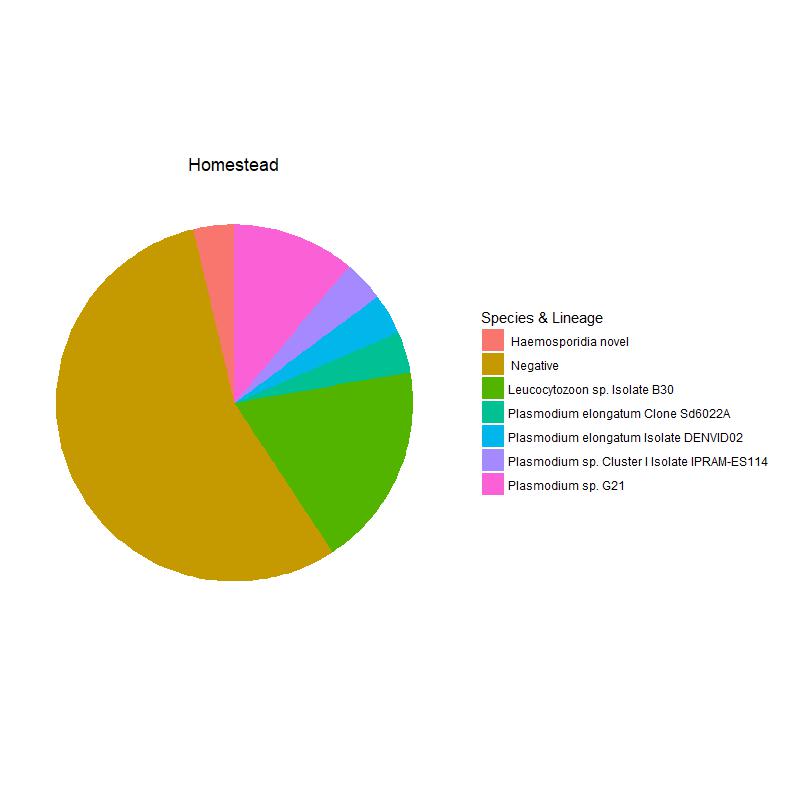 Homestead
Species & Lineage
Haemosporidia novel
Negative
Leucocytozoon sp. Isolate B30
Plasmodium elongatum Clone Sd6022A
Plasmodium elongatum Isolate DENVID02
Plasmodium sp. Cluster I Isolate IPRAM-ES114
Plasmodium sp. G21